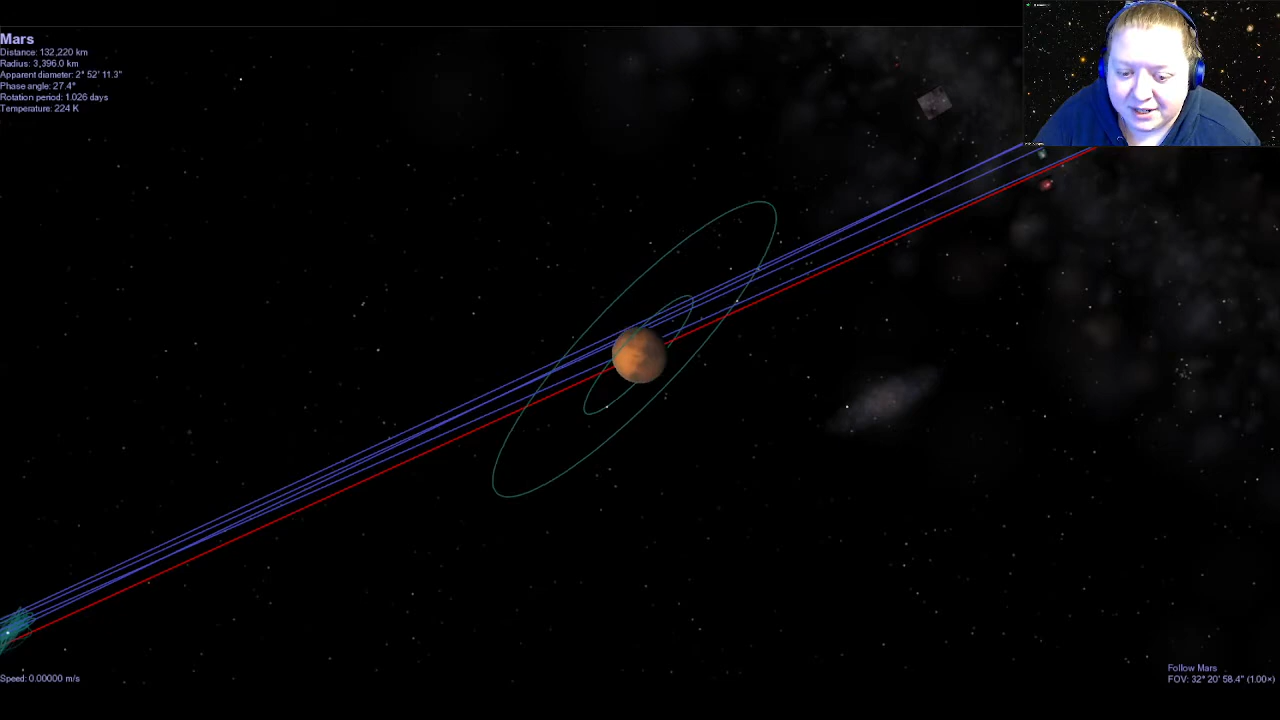 Mars
Distance: 132,220 km
Radius: 3,396.0 km
Apparent diameter: 2° 52' 11.3"
Phase angle: 27.4°
Rotation period: 1.026 days
Temperature: 224 K
Speed: 0.00000 m/s
Follow Mars
FOV: 32° 20' 58.4" (1.00×)